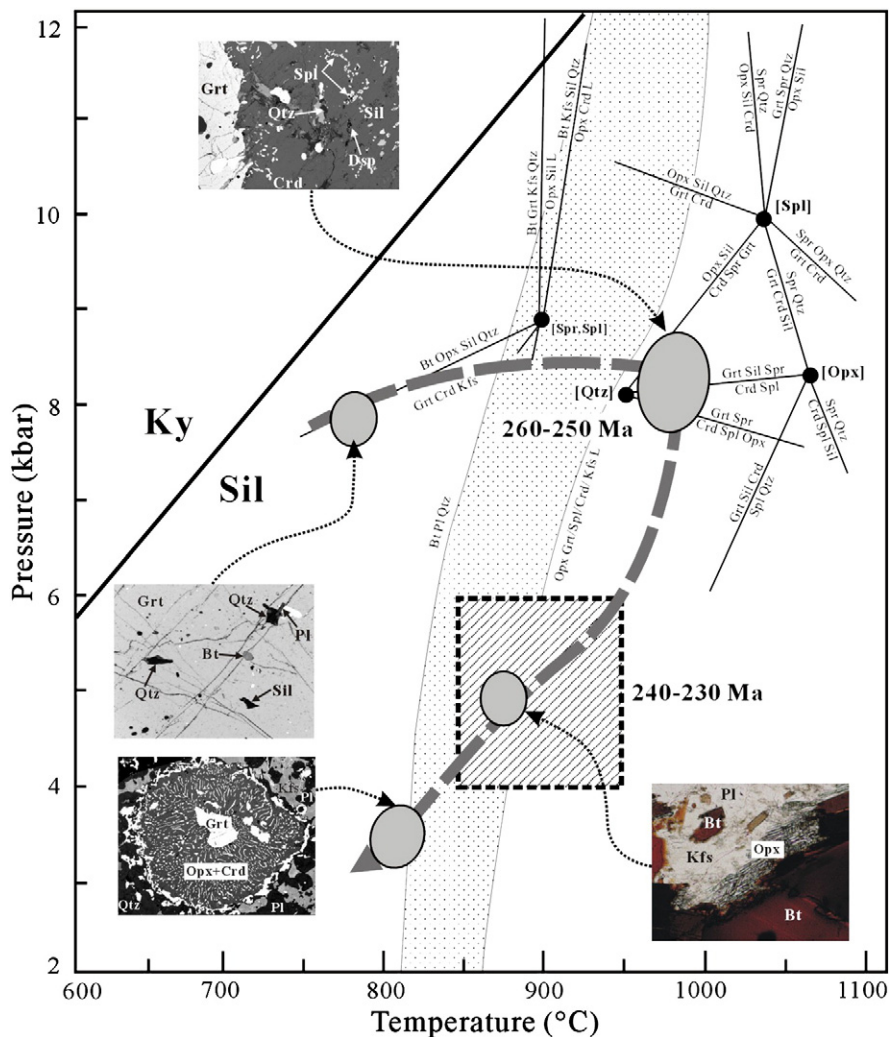 12
10
8
6
4
2
Pressure (kbar)
600
700
800
900
1000
1100
Temperature (°C)
Grt
Spl
Qtz
Sil
Dsp
Crd
Ky
Sil
Bt Grt Kfs Qtz
Opx Sil L
Bt Kfs Sil Qtz
Opx Crd L
Spr Qtz
Opx Sil Crd
Grt Spr Qtz
Opx Sil
Opx Sil Qtz
Grt Crd
[Spl]
Spr Opx Qtz
Grt Crd
Opx Sil
Crd Spr Grt
Spr Qtz
Grt Crd Sil
[Spr,Spl]
Bt Opx Sil Qtz
Grt Crd Kfs
[Qtz]
Grt Sil Spr
Crd Spl
[Opx]
Grt Spr
Crd Spl Opx
Spr Qtz
Crd Spl Sil
Grt Sil Crd
Spl Qtz
260-250 Ma
Bt Pl Qtz
Opx Grt/Spl/Crd/ Kfs L
240-230 Ma
Grt
Qtz
Pl
Bt
Qtz
Sil
Kfs
Pl
Grt
Opx+Crd
Qtz
Pl
Pl
Bt
Opx
Kfs
Bt